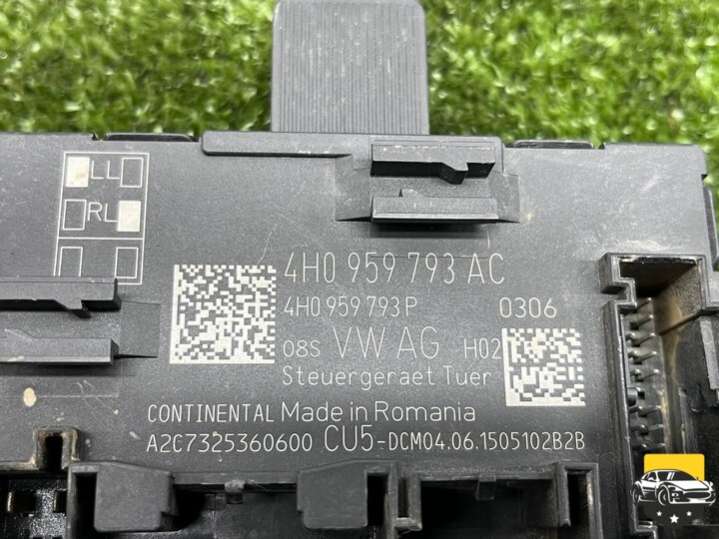 LL
RL
4H0 959 793 AC
4H0 959 793 P 0306
08S VW AG H02
Steuergeraet Tuer
CONTINENTAL Made in Romania
A2C7325360600 CU5-DCM04.06.1505102B2B